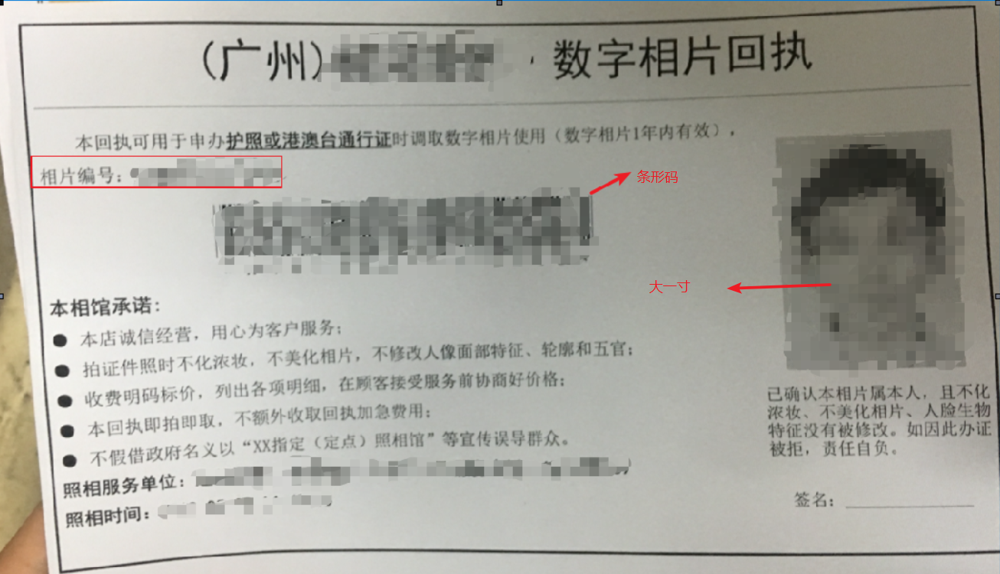 (广州)
数字相片回执
本回执可用于申办护照或港澳台通行证时调取数字相片使用（数字相片1年内有效），
相片编号：
条形码
大一寸
本相馆承诺：
● 本店诚信经营，用心为客户服务；
● 拍证件照时不化浓妆，不美化相片，不修改人像面部特征、轮廓和五官；
● 收费明码标价，列出各项明细，在顾客接受服务前协商好价格；
● 本回执即拍即取，不额外收取回执加急费用；
● 不假借政府名义以“XX指定（定点）照相馆”等宣传误导群众。
照相服务单位：
照相时间：
已确认本相片属本人，且不化
浓妆、不美化相片、人脸生物
特征没有被修改。如因此办证
被拒，责任自负。
签名：